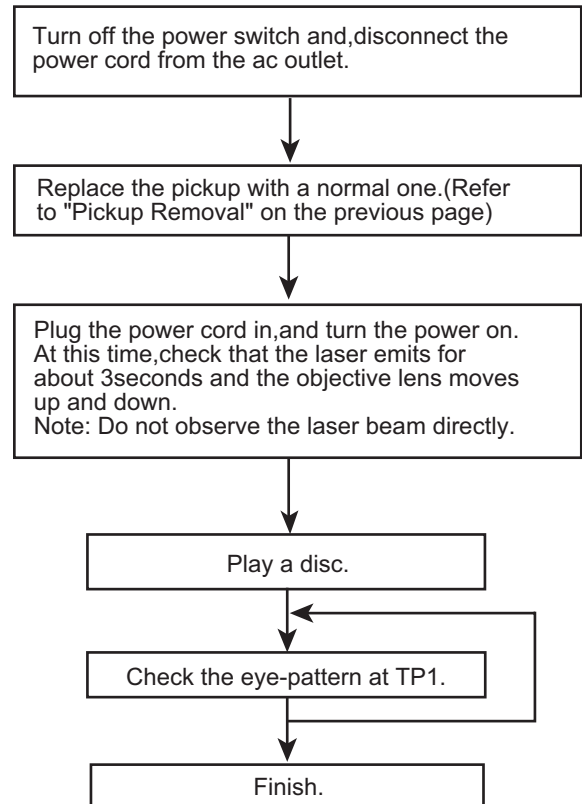 Turn off the power switch and,disconnect the
power cord from the ac outlet.
Replace the pickup with a normal one.(Refer
to "Pickup Removal" on the previous page)
Plug the power cord in,and turn the power on.
At this time,check that the laser emits for
about 3seconds and the objective lens moves
up and down.
Note: Do not observe the laser beam directly.
Play a disc.
Check the eye-pattern at TP1.
Finish.